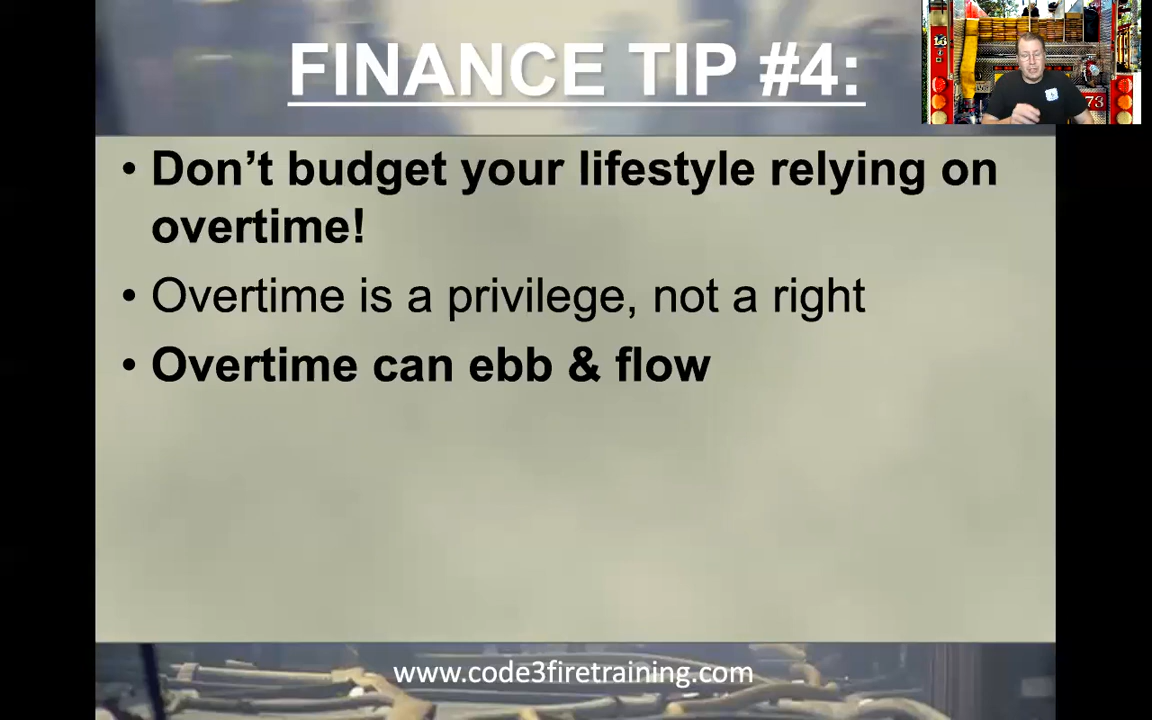 FINANCE TIP #4:
• Don't budget your lifestyle relying on
overtime!
• Overtime is a privilege, not a right
• Overtime can ebb & flow
www.code3firetraining.com
73